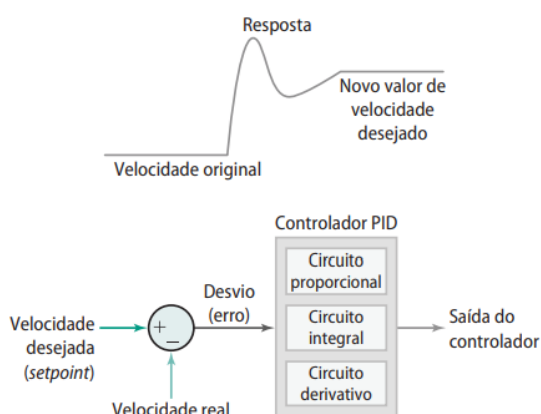 Resposta
Novo valor de
velocidade
desejado
Velocidade original
Controlador PID
Circuito
proporcional
Desvio
(erro)
Velocidade
desejada
(setpoint)
+
−
Circuito
integral
Saída do
controlador
Circuito
derivativo
Velocidade real